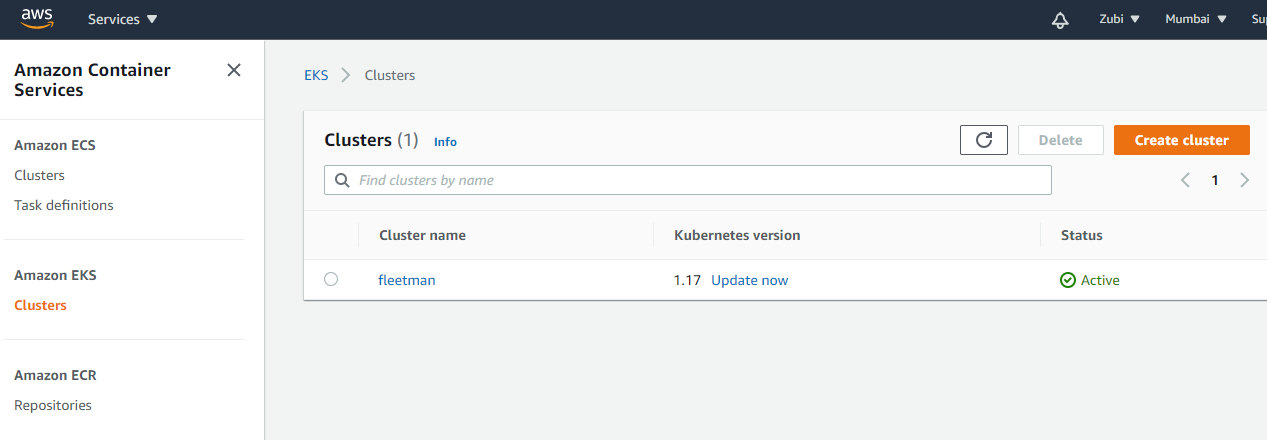 aws Services Zubi Mumbai
Amazon Container
Services
Amazon ECS
Clusters
Task definitions
Amazon EKS
Clusters
Amazon ECR
Repositories
EKS Clusters
Clusters (1) Info Delete Create cluster
Find clusters by name 1
Cluster name Kubernetes version Status
fleetman 1.17 Update now Active